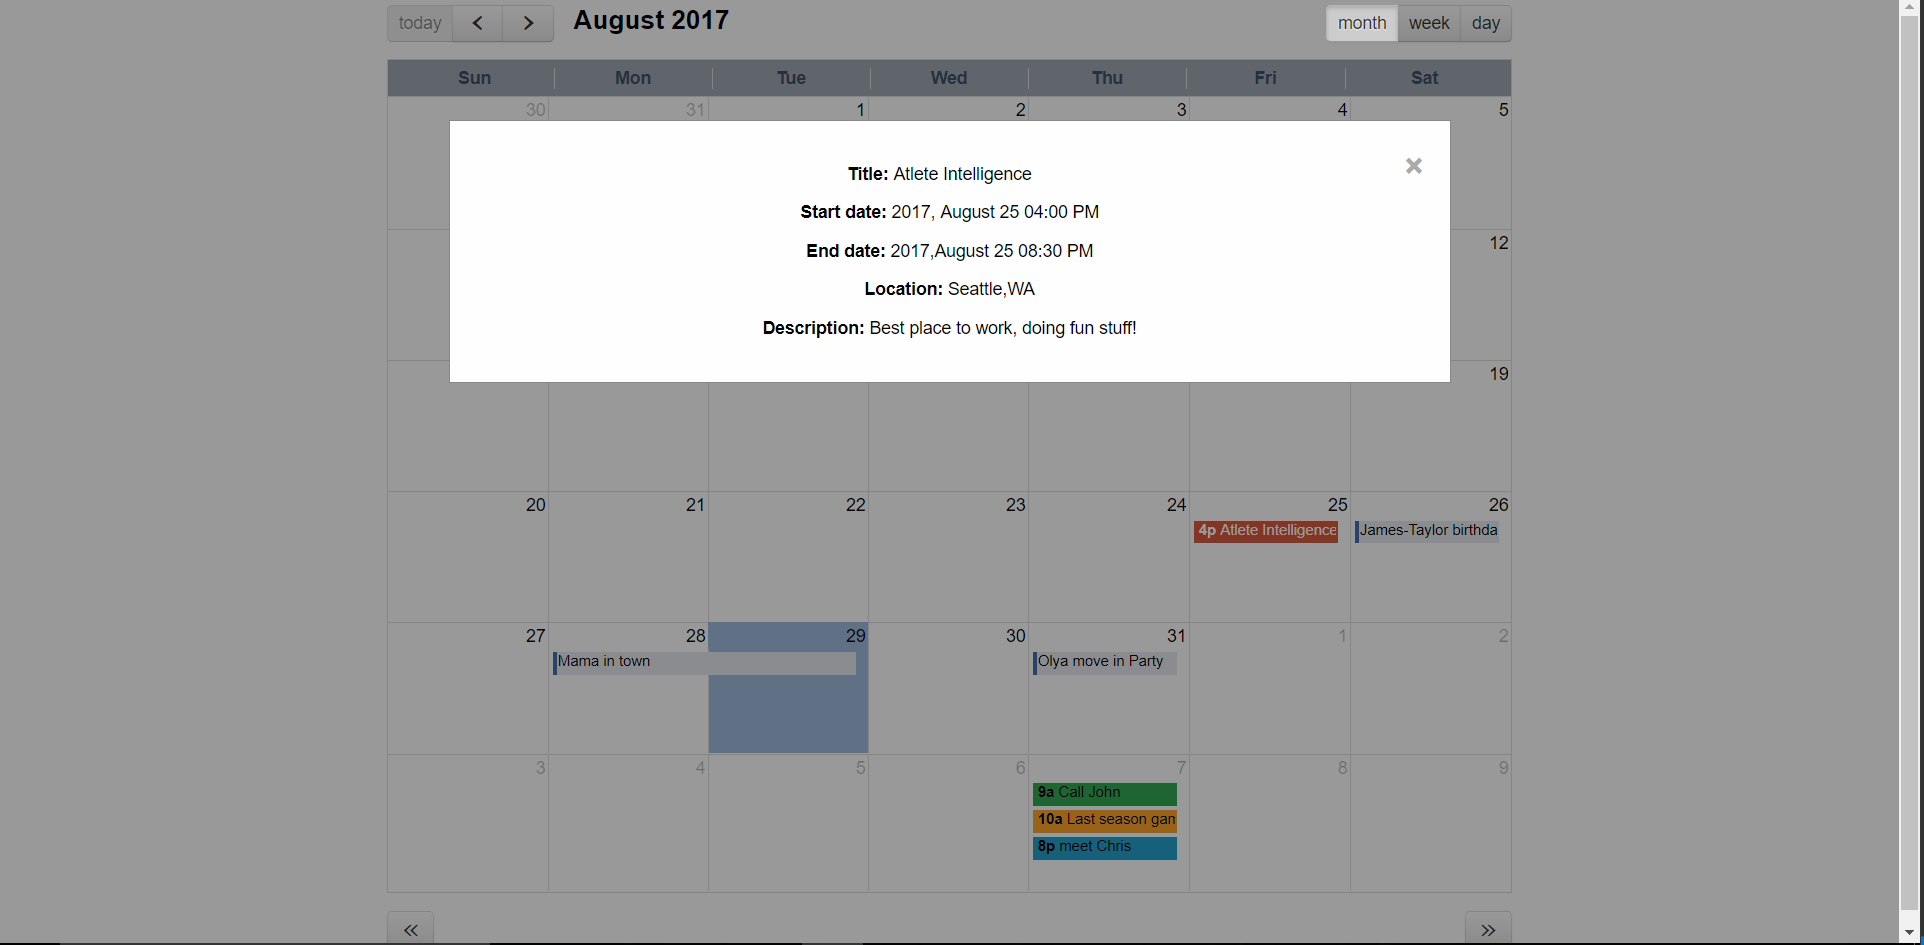 today August 2017 month week day
Sun Mon Tue Wed Thu Fri Sat
30 31 1 2 3 4 5
Title: Atlete Intelligence
Start date: 2017, August 25 04:00 PM
End date: 2017,August 25 08:30 PM
12
Location: Seattle,WA
Description: Best place to work, doing fun stuff!
19
20 21 22 23 24 25 26
4p Atlete Intelligence James-Taylor birthda
27 28 29 30 31 1 2
Mama in town Olya move in Party
3 4 5 6 7 8 9
9a Call John
10a Last season gam
8p meet Chris